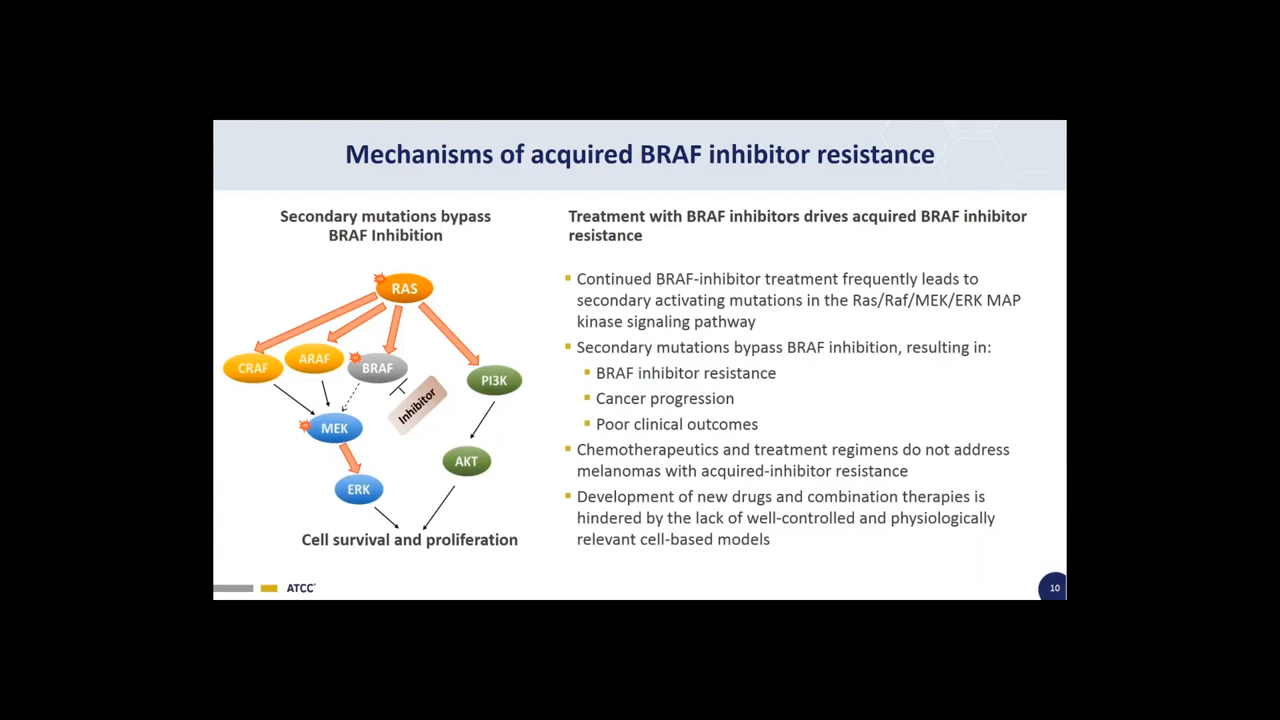 Mechanisms of acquired BRAF inhibitor resistance
Secondary mutations bypass
BRAF Inhibition
RAS
CRAF
ARAF
BRAF
PI3K
Inhibitor
MEK
AKT
ERK
Cell survival and proliferation
Treatment with BRAF inhibitors drives acquired BRAF inhibitor
resistance
Continued BRAF-inhibitor treatment frequently leads to
secondary activating mutations in the Ras/Raf/MEK/ERK MAP
kinase signaling pathway
Secondary mutations bypass BRAF inhibition, resulting in:
BRAF inhibitor resistance
Cancer progression
Poor clinical outcomes
Chemotherapeutics and treatment regimens do not address
melanomas with acquired-inhibitor resistance
Development of new drugs and combination therapies is
hindered by the lack of well-controlled and physiologically
relevant cell-based models
ATCC
10